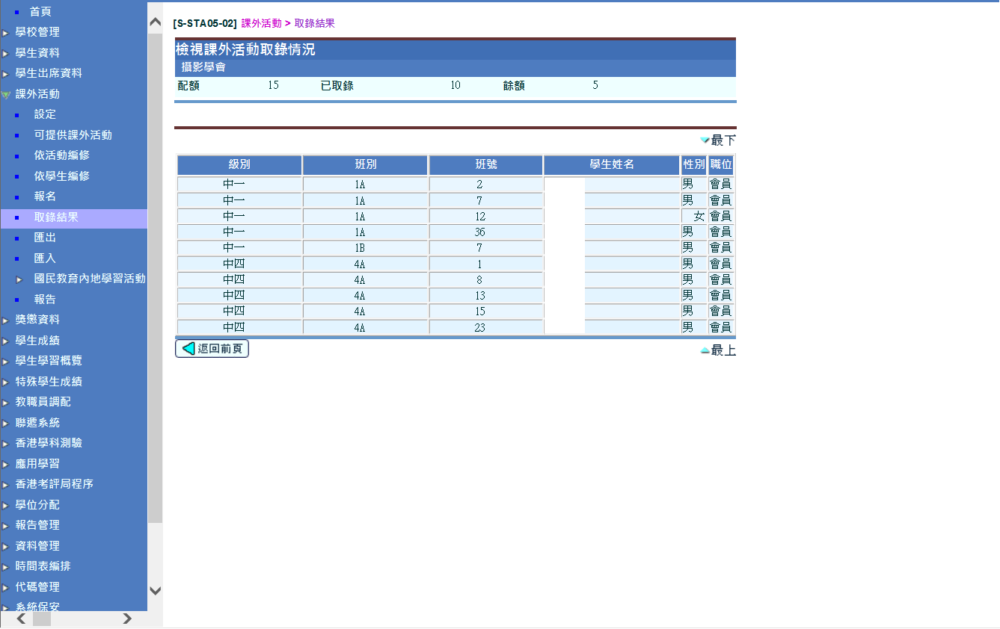 首頁
學校管理
學生資料
學生出席資料
課外活動
設定
可提供課外活動
依活動編修
依學生編修
報名
取錄結果
匯出
匯入
國民教育內地學習活動
報告
獎懲資料
學生成績
學生學習概覽
特殊學生成績
教職員調配
聯遞系統
香港學科測驗
應用學習
香港考評局程序
學位分配
報告管理
資料管理
時間表編排
代碼管理
系統保安
[S-STA05-02] 課外活動 > 取錄結果
檢視課外活動取錄情況
攝影學會
配額 15 已取錄 10 餘額 5
最下
級別 班別 班號 學生姓名 性別 職位
中一 1A 2 男 會員
中一 1A 7 男 會員
中一 1A 12 女 會員
中一 1A 36 男 會員
中一 1B 7 男 會員
中四 4A 1 男 會員
中四 4A 8 男 會員
中四 4A 13 男 會員
中四 4A 15 男 會員
中四 4A 23 男 會員
返回前頁 最上